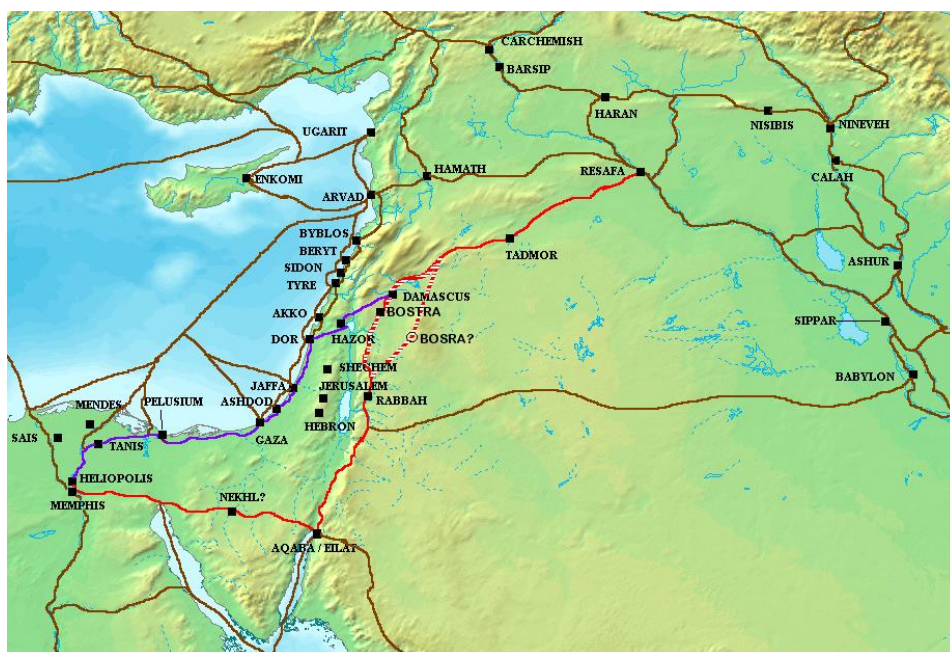 CARCHEMISH
BARSIP
HARAN
NISIBIS
NINEVEH
UGARIT
HAMATH
RESAFA
CALAH
ENKOMI
ARVAD
BYBLOS
BERYT
TADMOR
SIDON
ASHUR
TYRE
DAMASCUS
BOSTRA
AKKO
SIPPAR
DOR
HAZOR
BOSRA?
SHECHEM
BABYLON
JAFFA
JERUSALEM
RABBAH
MENDES
PELUSIUM
ASHDOD
HEBRON
SAIS
TANIS
GAZA
HELIOPOLIS
MEMPHIS
NEKHL?
AQABA / EILAT